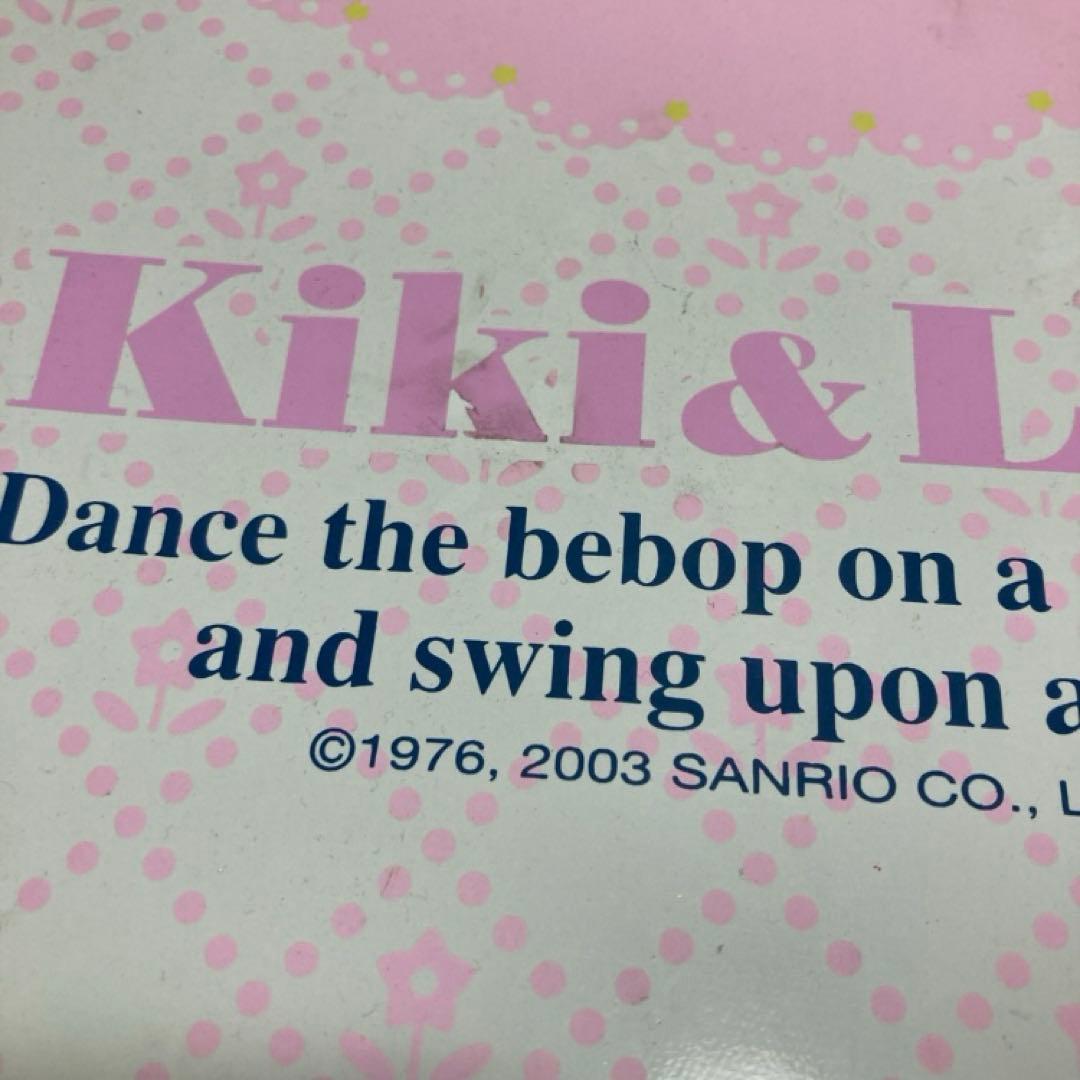 Kiki & L
Dance the bebop on a
and swing upon a
©1976, 2003 SANRIO CO., L